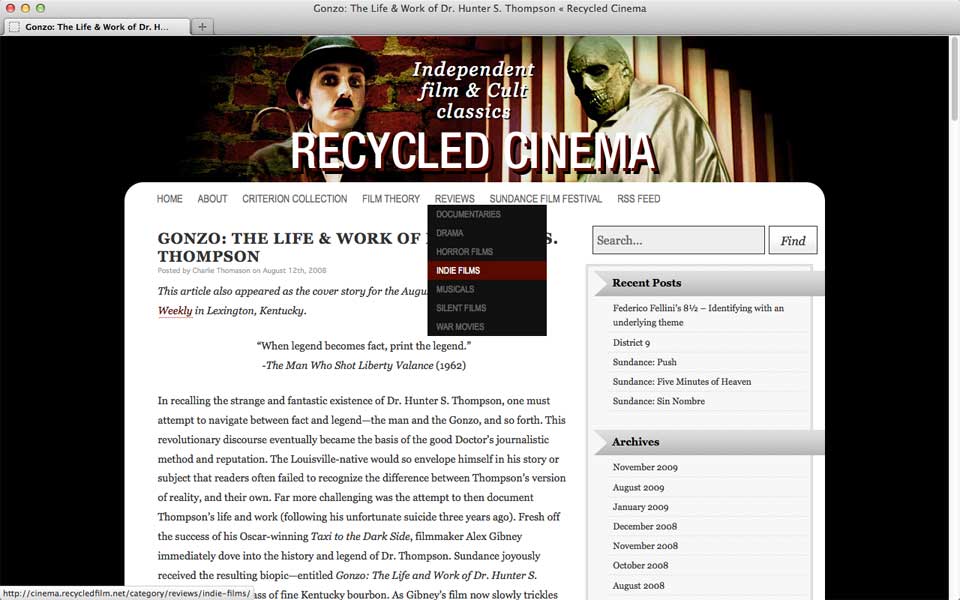 Gonzo: The Life & Work of Dr. Hunter S. Thompson « Recycled Cinema
Gonzo: The Life & Work of Dr. H...
Independent
film & Cult
classics
RECYCLED CINEMA
HOME ABOUT CRITERION COLLECTION FILM THEORY REVIEWS SUNDANCE FILM FESTIVAL RSS FEED
DOCUMENTARIES
DRAMA
HORROR FILMS
INDIE FILMS
MUSICALS
SILENT FILMS
WAR MOVIES
GONZO: THE LIFE & WORK OF S.
THOMPSON
Posted by Charlie Thomason on August 12th, 2008
This article also appeared as the cover story for the Augu
Weekly in Lexington, Kentucky.
“When legend becomes fact, print the legend.”
-The Man Who Shot Liberty Valance (1962)
In recalling the strange and fantastic existence of Dr. Hunter S. Thompson, one must
attempt to navigate between fact and legend—the man and the Gonzo, and so forth. This
revolutionary discourse eventually became the basis of the good Doctor's journalistic
method and reputation. The Louisville-native would so envelope himself in his story or
subject that readers often failed to recognize the difference between Thompson's version
of reality, and their own. Far more challenging was the attempt to then document
Thompson's life and work (following his unfortunate suicide three years ago). Fresh off
the success of his Oscar-winning Taxi to the Dark Side, filmmaker Alex Gibney
immediately dove into the history and legend of Dr. Thompson. Sundance joyously
received the resulting biopic—entitled Gonzo: The Life and Work of Dr. Hunter S.
ass of fine Kentucky bourbon. As Gibney's film now slowly trickles
Search...
Find
Recent Posts
Federico Fellini's 8½ – Identifying with an
underlying theme
District 9
Sundance: Push
Sundance: Five Minutes of Heaven
Sundance: Sin Nombre
Archives
November 2009
August 2009
January 2009
December 2008
November 2008
October 2008
August 2008
http://cinema.recycledfilm.net/category/reviews/indie-films/